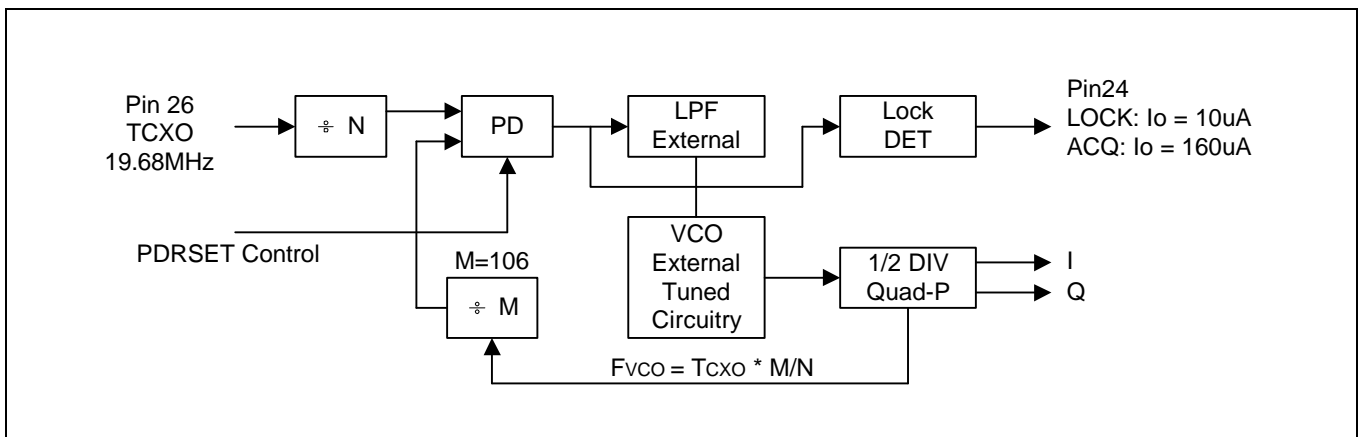 Pin 26
TCXO
19.68MHz
÷ N
PD
LPF
External
Lock
DET
Pin24
LOCK: Io = 10uA
ACQ: Io = 160uA
PDRSET Control
M=106
÷ M
VCO
External
Tuned
Circuitry
1/2 DIV
Quad-P
I
Q
FVCO = TCXO * M/N